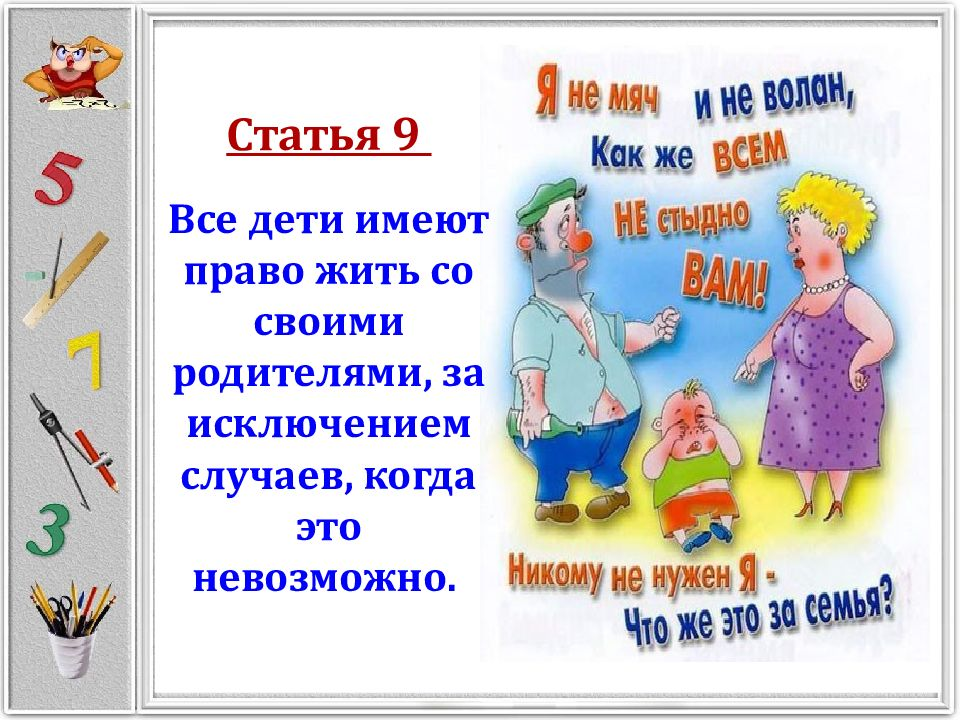 Статья 9
Все дети имеют
право жить со
своими
родителями, за
исключением
случаев, когда
это
невозможно.
Я не мяч и не волан,
Как же ВСЕМ
НЕ стыдно
ВАМ!
Никому не нужен Я -
Что же это за семья?
5
7
3